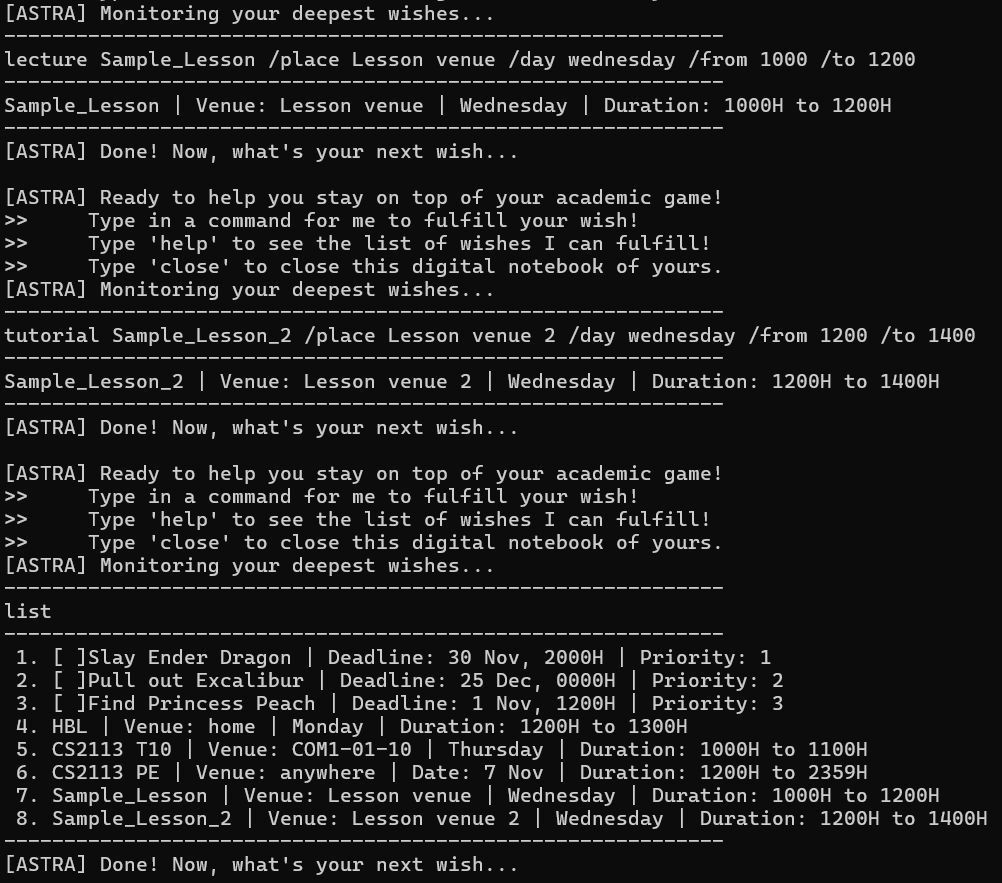 [ASTRA] Monitoring your deepest wishes...
------------------------------------------------------------
lecture Sample_Lesson /place Lesson venue /day wednesday /from 1000 /to 1200
------------------------------------------------------------
Sample_Lesson | Venue: Lesson venue | Wednesday | Duration: 1000H to 1200H
------------------------------------------------------------
[ASTRA] Done! Now, what's your next wish...

[ASTRA] Ready to help you stay on top of your academic game!
>>     Type in a command for me to fulfill your wish!
>>     Type 'help' to see the list of wishes I can fulfill!
>>     Type 'close' to close this digital notebook of yours.
[ASTRA] Monitoring your deepest wishes...
------------------------------------------------------------
tutorial Sample_Lesson_2 /place Lesson venue 2 /day wednesday /from 1200 /to 1400
------------------------------------------------------------
Sample_Lesson_2 | Venue: Lesson venue 2 | Wednesday | Duration: 1200H to 1400H
------------------------------------------------------------
[ASTRA] Done! Now, what's your next wish...

[ASTRA] Ready to help you stay on top of your academic game!
>>     Type in a command for me to fulfill your wish!
>>     Type 'help' to see the list of wishes I can fulfill!
>>     Type 'close' to close this digital notebook of yours.
[ASTRA] Monitoring your deepest wishes...
------------------------------------------------------------
list
------------------------------------------------------------
 1. [ ]Slay Ender Dragon | Deadline: 30 Nov, 2000H | Priority: 1
 2. [ ]Pull out Excalibur | Deadline: 25 Dec, 0000H | Priority: 2
 3. [ ]Find Princess Peach | Deadline: 1 Nov, 1200H | Priority: 3
 4. HBL | Venue: home | Monday | Duration: 1200H to 1300H
 5. CS2113 T10 | Venue: COM1-01-10 | Thursday | Duration: 1000H to 1100H
 6. CS2113 PE | Venue: anywhere | Date: 7 Nov | Duration: 1200H to 2359H
 7. Sample_Lesson | Venue: Lesson venue | Wednesday | Duration: 1000H to 1200H
 8. Sample_Lesson_2 | Venue: Lesson venue 2 | Wednesday | Duration: 1200H to 1400H
------------------------------------------------------------
[ASTRA] Done! Now, what's your next wish...